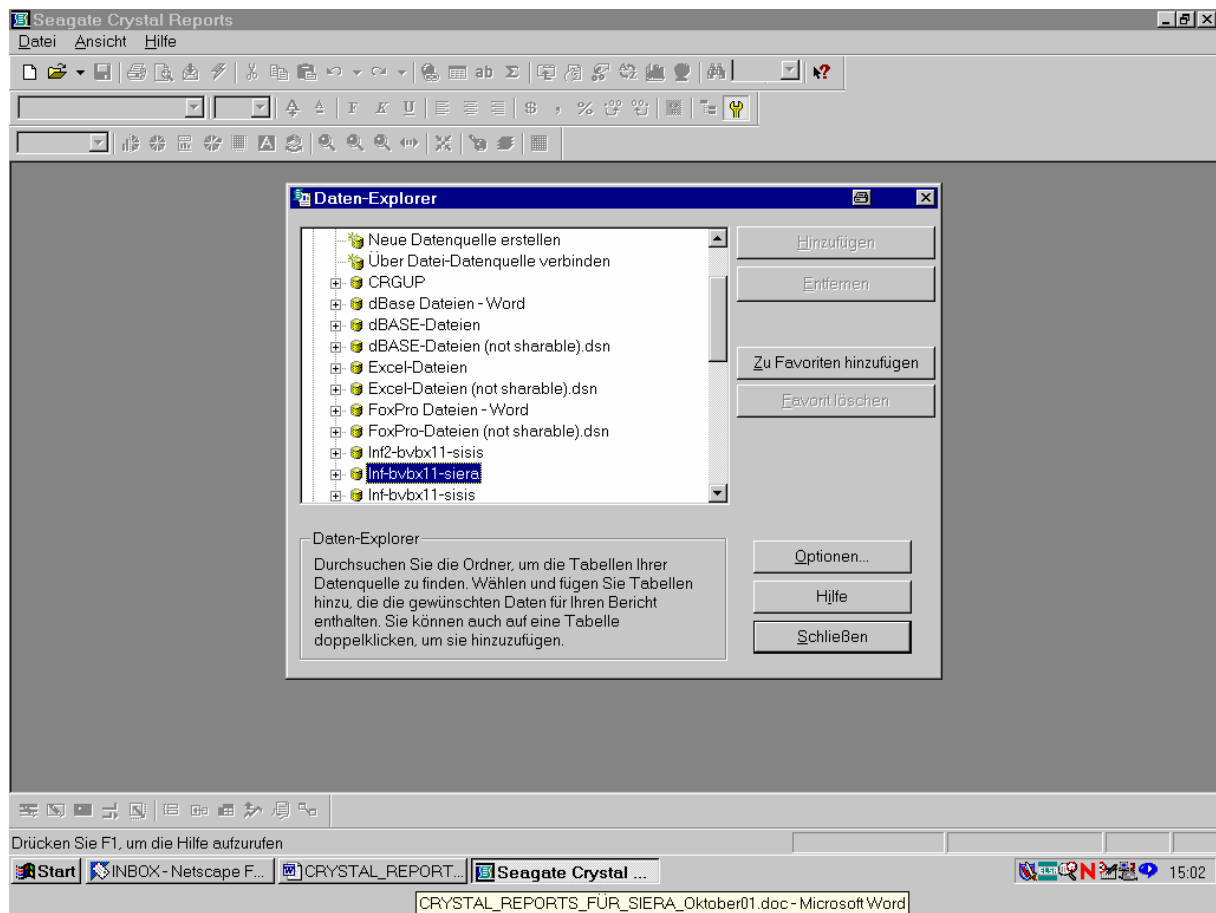 Seagate Crystal Reports
Datei Ansicht Hilfe
ab Σ
F K U $ , %
A
Daten-Explorer
Neue Datenquelle erstellen
Über Datei-Datenquelle verbinden
CRGUP
dBase Dateien - Word
dBASE-Dateien
dBASE-Dateien (not sharable).dsn
Excel-Dateien
Excel-Dateien (not sharable).dsn
FoxPro Dateien - Word
FoxPro-Dateien (not sharable).dsn
Inf2-bvbx11-sisis
Inf-bvbx11-siera
Inf-bvbx11-sisis
Hinzufügen
Entfernen
Zu Favoriten hinzufügen
Favorit löschen
Daten-Explorer
Durchsuchen Sie die Ordner, um die Tabellen Ihrer
Datenquelle zu finden. Wählen und fügen Sie Tabellen
hinzu, die die gewünschten Daten für Ihren Bericht
enthalten. Sie können auch auf eine Tabelle
doppelklicken, um sie hinzuzufügen.
Optionen...
Hilfe
Schließen
Drücken Sie F1, um die Hilfe aufzurufen
Start INBOX - Netscape F... CRYSTAL_REPORT... Seagate Crystal ... N 15:02
CRYSTAL_REPORTS_FÜR_SIERA_Oktober01.doc - Microsoft Word